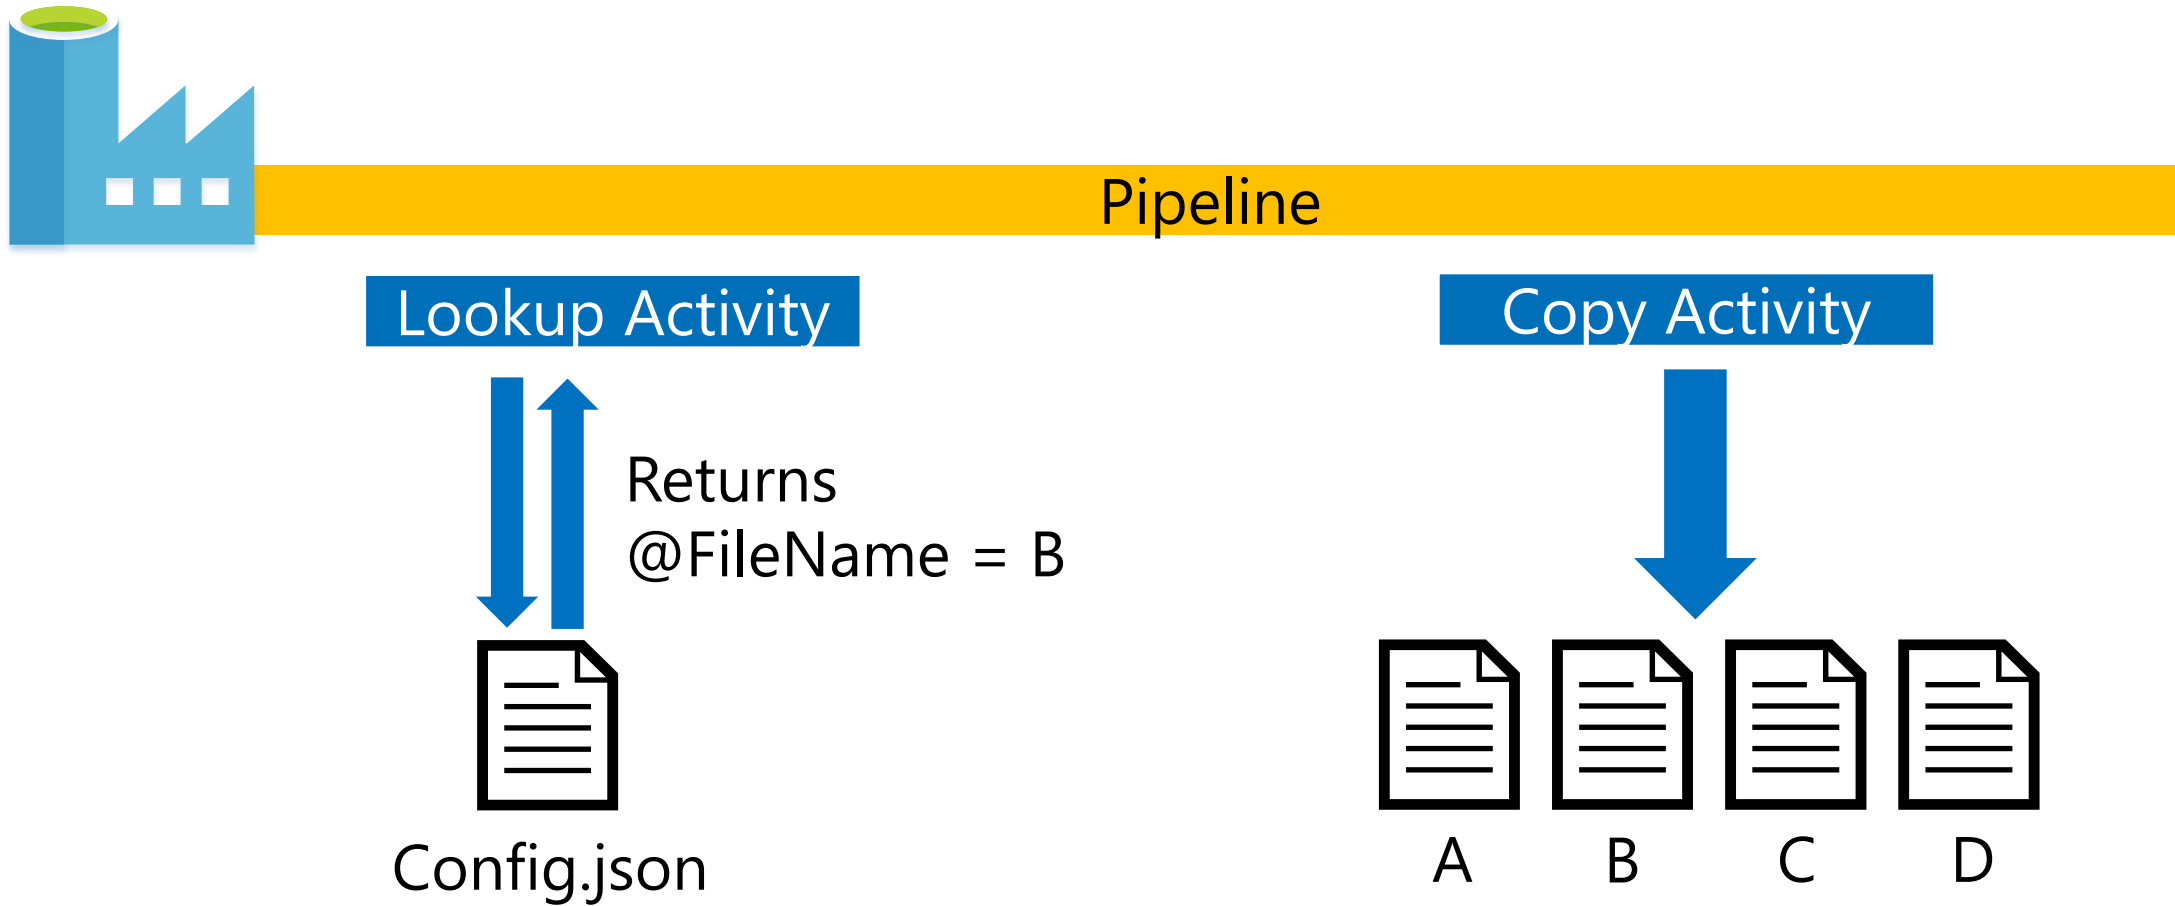 Pipeline
Lookup Activity
Copy Activity
Returns
@FileName = B
Config.json
A
B
C
D